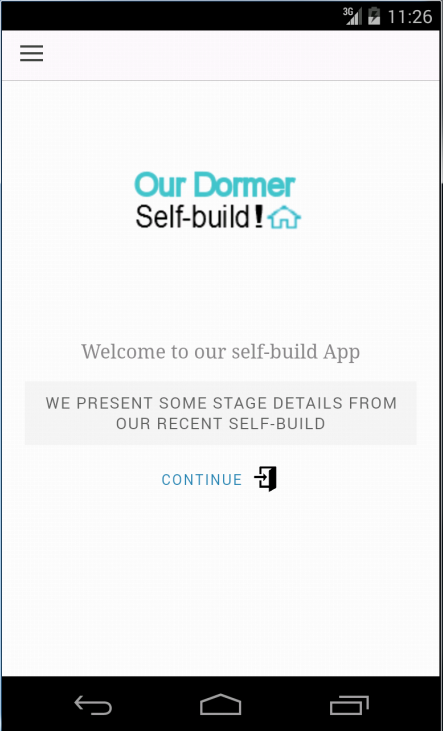 3G 11:26
Our Dormer
Self-build!
Welcome to our self-build App
WE PRESENT SOME STAGE DETAILS FROM
OUR RECENT SELF-BUILD
CONTINUE